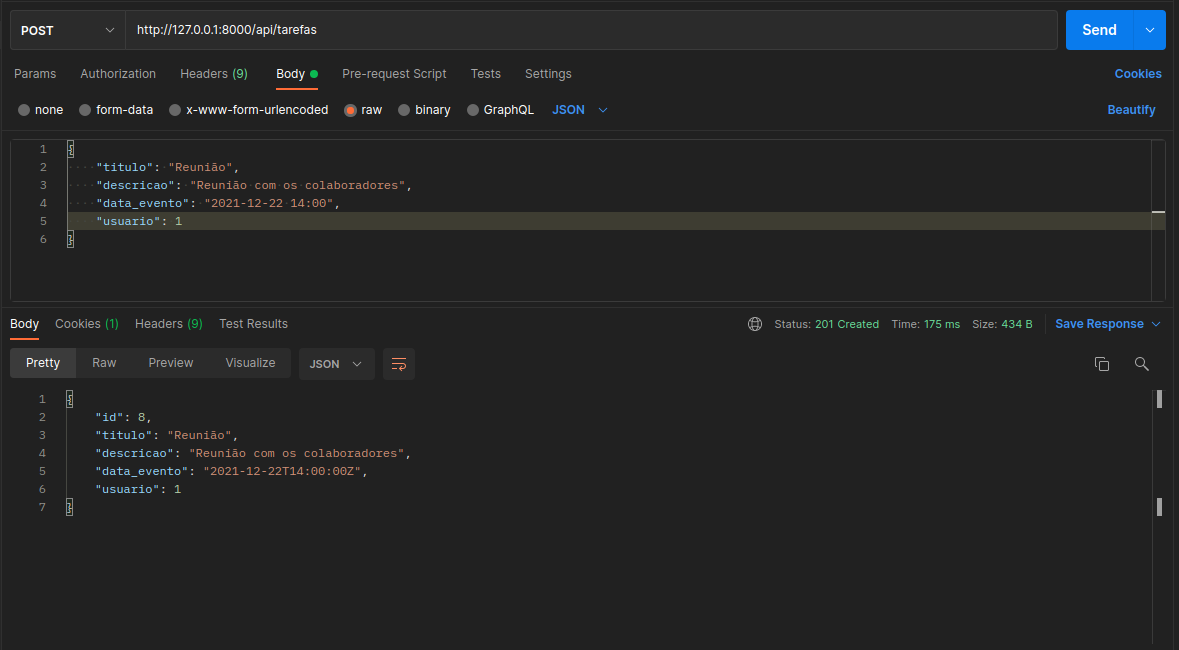 POST http://127.0.0.1:8000/api/tarefas Send
Params Authorization Headers (9) Body Pre-request Script Tests Settings Cookies
none form-data x-www-form-urlencoded raw binary GraphQL JSON Beautify
1 {
2 "titulo": "Reunião",
3 "descricao": "Reunião com os colaboradores",
4 "data_evento": "2021-12-22 14:00",
5 "usuario": 1
6 }
Body Cookies (1) Headers (9) Test Results Status: 201 Created Time: 175 ms Size: 434 B Save Response
Pretty Raw Preview Visualize JSON
1 {
2 "id": 8,
3 "titulo": "Reunião",
4 "descricao": "Reunião com os colaboradores",
5 "data_evento": "2021-12-22T14:00:00Z",
6 "usuario": 1
7 }